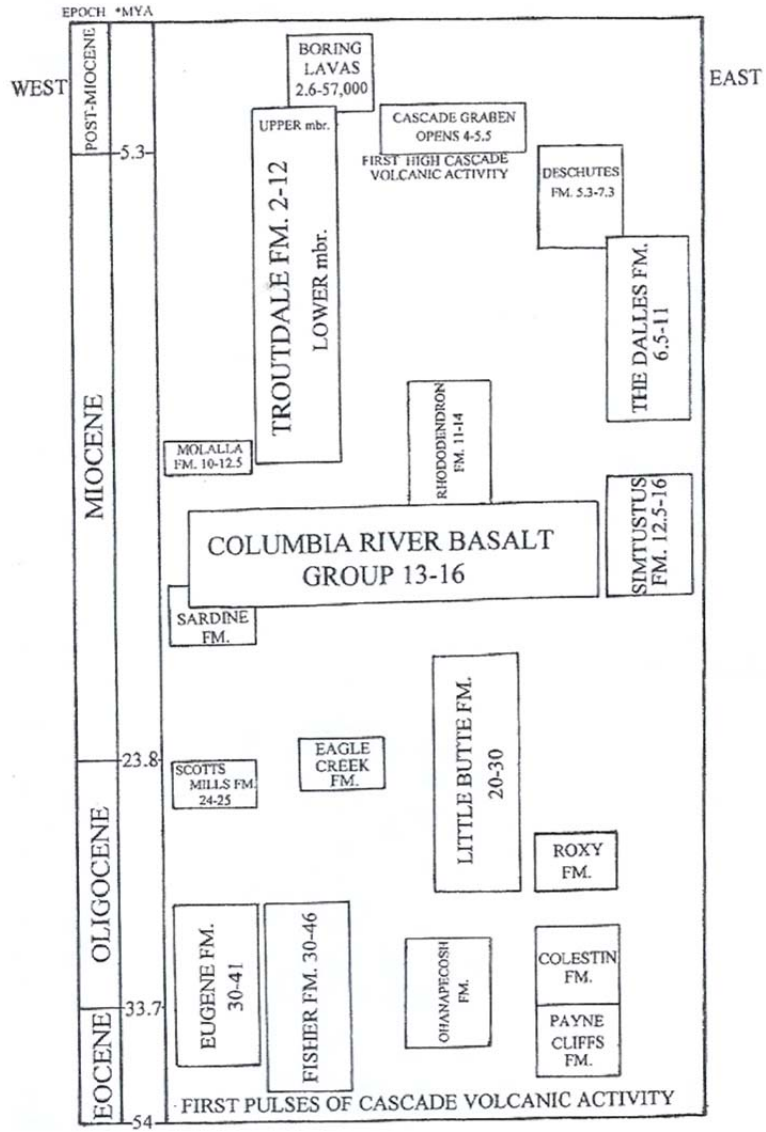 EPOCH *MYA
WEST
EAST
POST-MIOCENE
MIOCENE
OLIGOCENE
EOCENE
5.3
23.8
33.7
54
BORING
LAVAS
2.6-57,000
UPPER mbr.
TROUTDALE FM. 2-12
LOWER mbr.
CASCADE GRABEN
OPENS 4-5.5
FIRST HIGH CASCADE
VOLCANIC ACTIVITY
DESCHUTES
FM. 5.3-7.3
THE DALLES FM.
6.5-11
RHODODENDRON
FM. 11-14
MOLALLA
FM. 10-12.5
SIMTUSTUS
FM. 12.5-16
COLUMBIA RIVER BASALT
GROUP 13-16
SARDINE
FM.
LITTLE BUTTE FM.
20-30
EAGLE
CREEK
FM.
SCOTTS
MILLS FM.
24-25
ROXY
FM.
EUGENE FM.
30-41
FISHER FM. 30-46
OHANAPECOSH
FM.
COLESTIN
FM.
PAYNE
CLIFFS
FM.
FIRST PULSES OF CASCADE VOLCANIC ACTIVITY